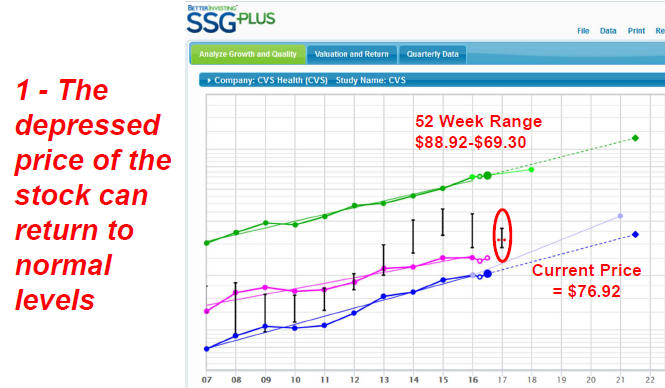 BETTERINVESTING
SSG PLUS
File Data Print Re
Analyze Growth and Quality Valuation and Return Quarterly Data
Company: CVS Health (CVS) Study Name: CVS
1 - The
depressed
price of the
stock can
return to
normal
levels
52 Week Range
$88.92-$69.30
Current Price
= $76.92
07 08 09 10 11 12 13 14 15 16 17 18 19 20 21 22